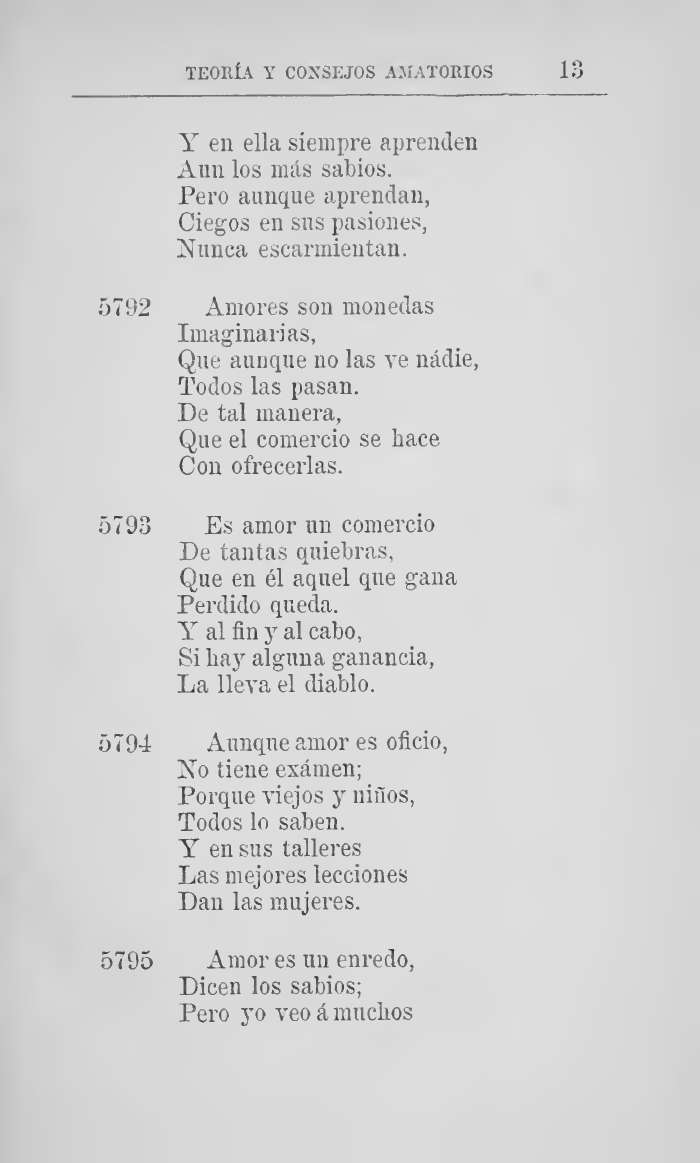 TEORÍA Y CONSEJOS AMATORIOS 13
Y en ella siempre aprenden
Aun los más sabios.
Pero aunque aprendan,
Ciegos en sus pasiones,
Nunca escarmientan.
5792 Amores son monedas
Imaginarias,
Que aunque no las ve nádie,
Todos las pasan.
De tal manera,
Que el comercio se hace
Con ofrecerlas.
5793 Es amor un comercio
De tantas quiebras,
Que en él aquel que gana
Perdido queda.
Y al fin y al cabo,
Si hay alguna ganancia,
La lleva el diablo.
5794 Aunque amor es oficio,
No tiene exámen;
Porque viejos y niños,
Todos lo saben.
Y en sus talleres
Las mejores lecciones
Dan las mujeres.
5795 Amor es un enredo,
Dicen los sabios;
Pero yo veo á muchos